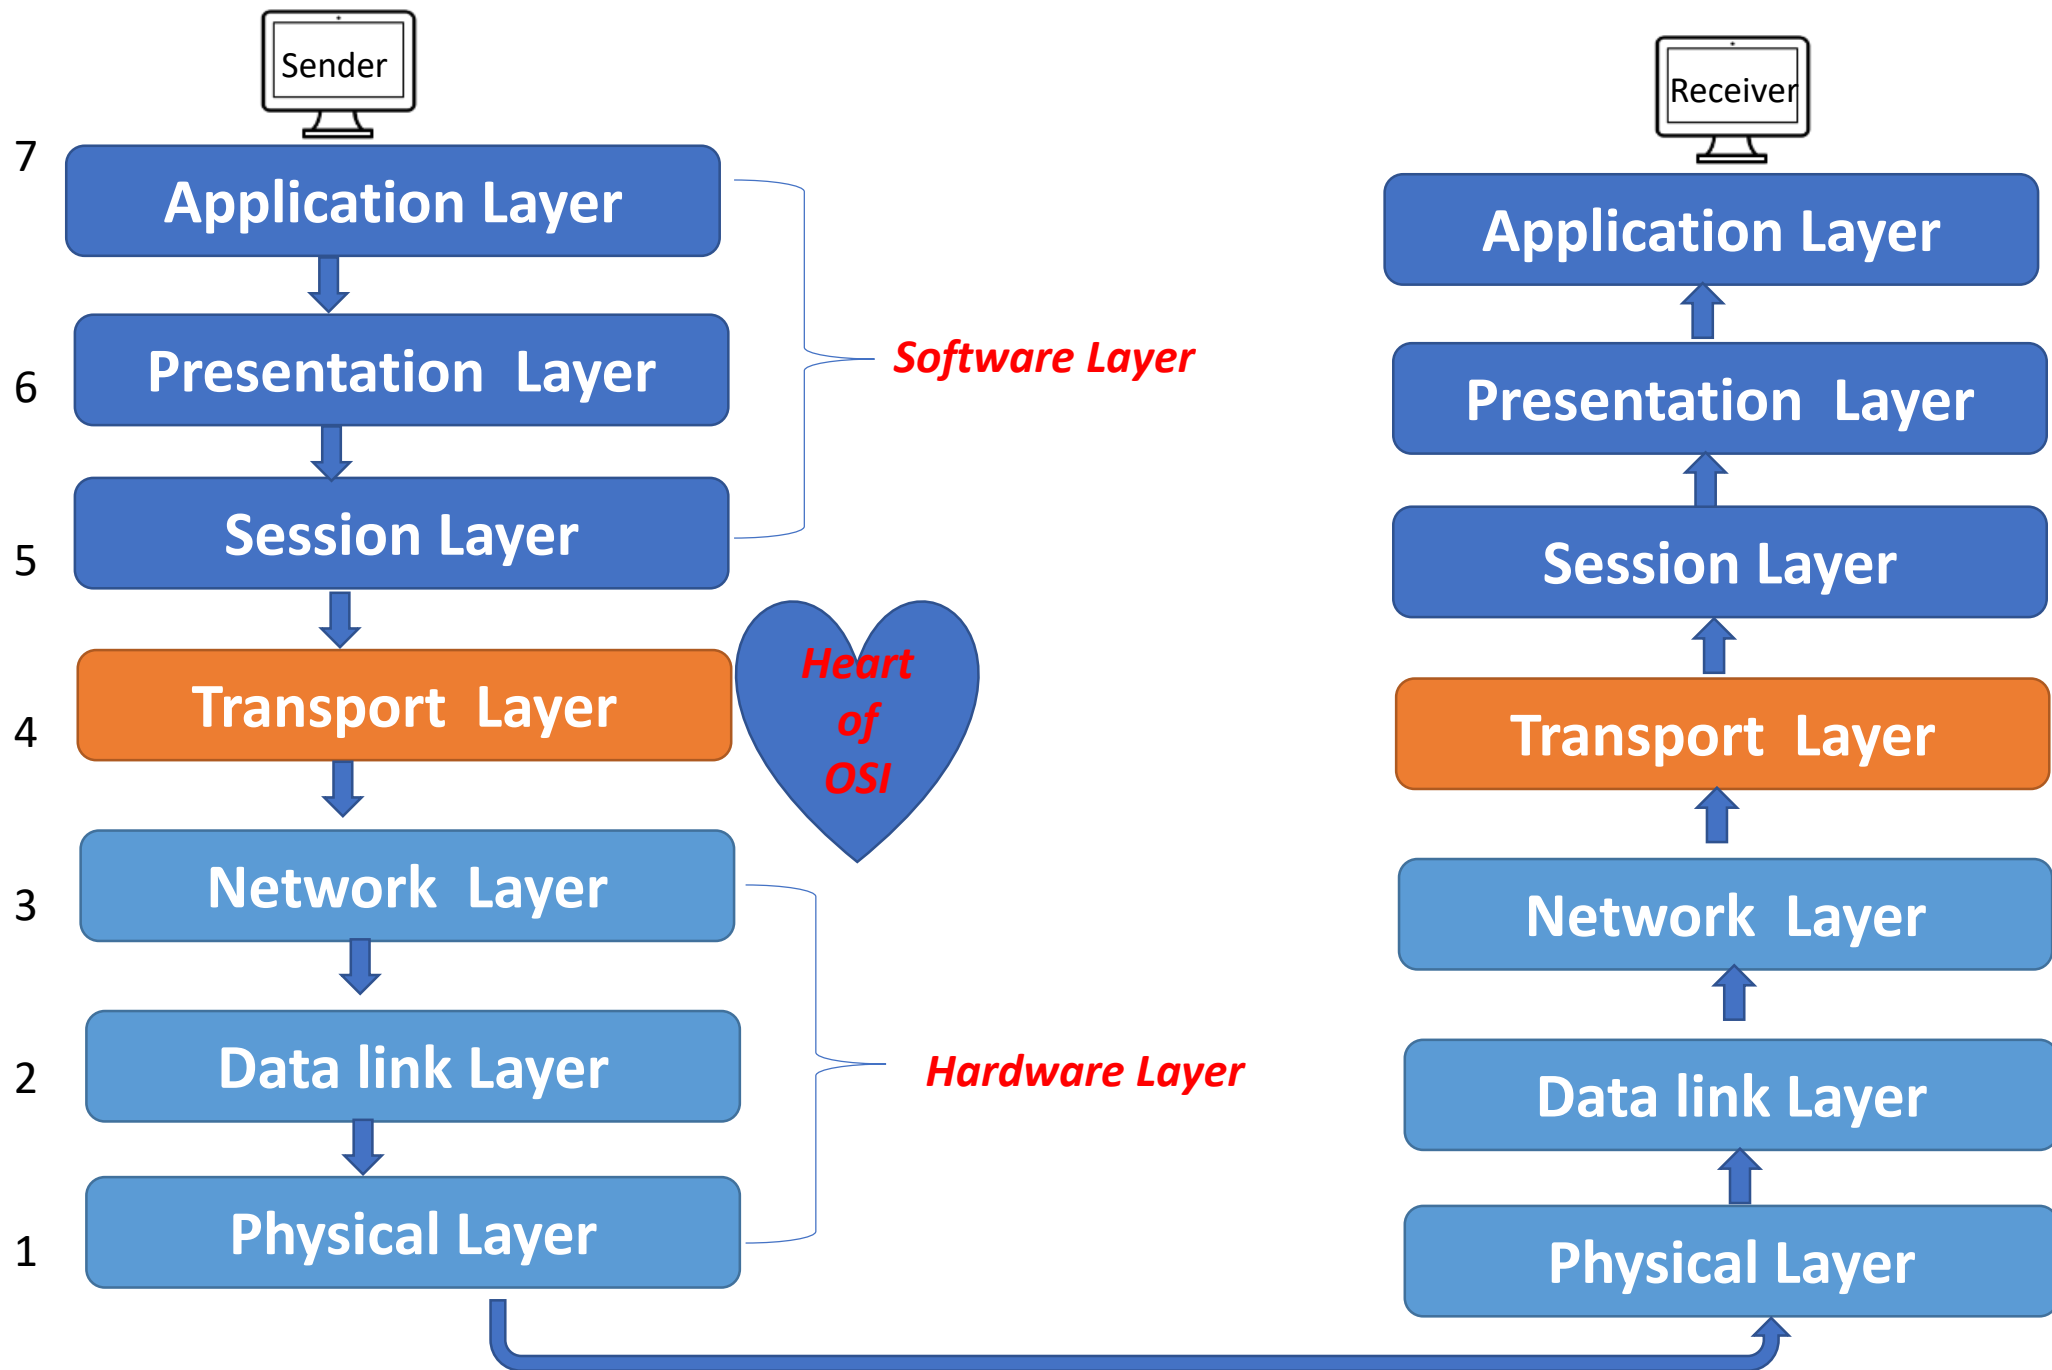 Sender
7
Application Layer
6
Presentation  Layer
5
Session Layer
Software Layer
4
Transport  Layer
Heart
of
OSI
3
Network  Layer
2
Data link Layer
1
Physical Layer
Hardware Layer
Receiver
Application Layer
Presentation  Layer
Session Layer
Transport  Layer
Network  Layer
Data link Layer
Physical Layer